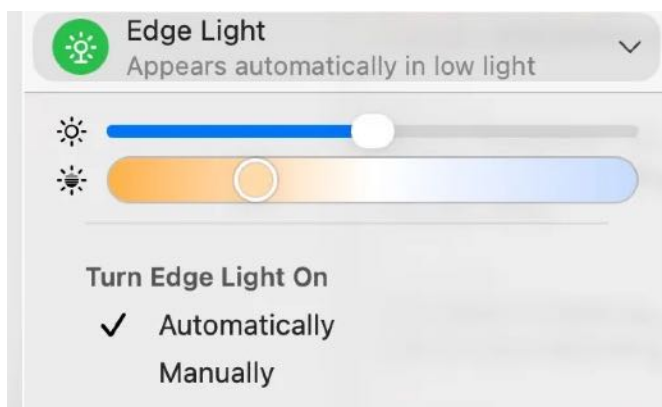 Edge Light
Appears automatically in low light
Turn Edge Light On
✓ Automatically
Manually